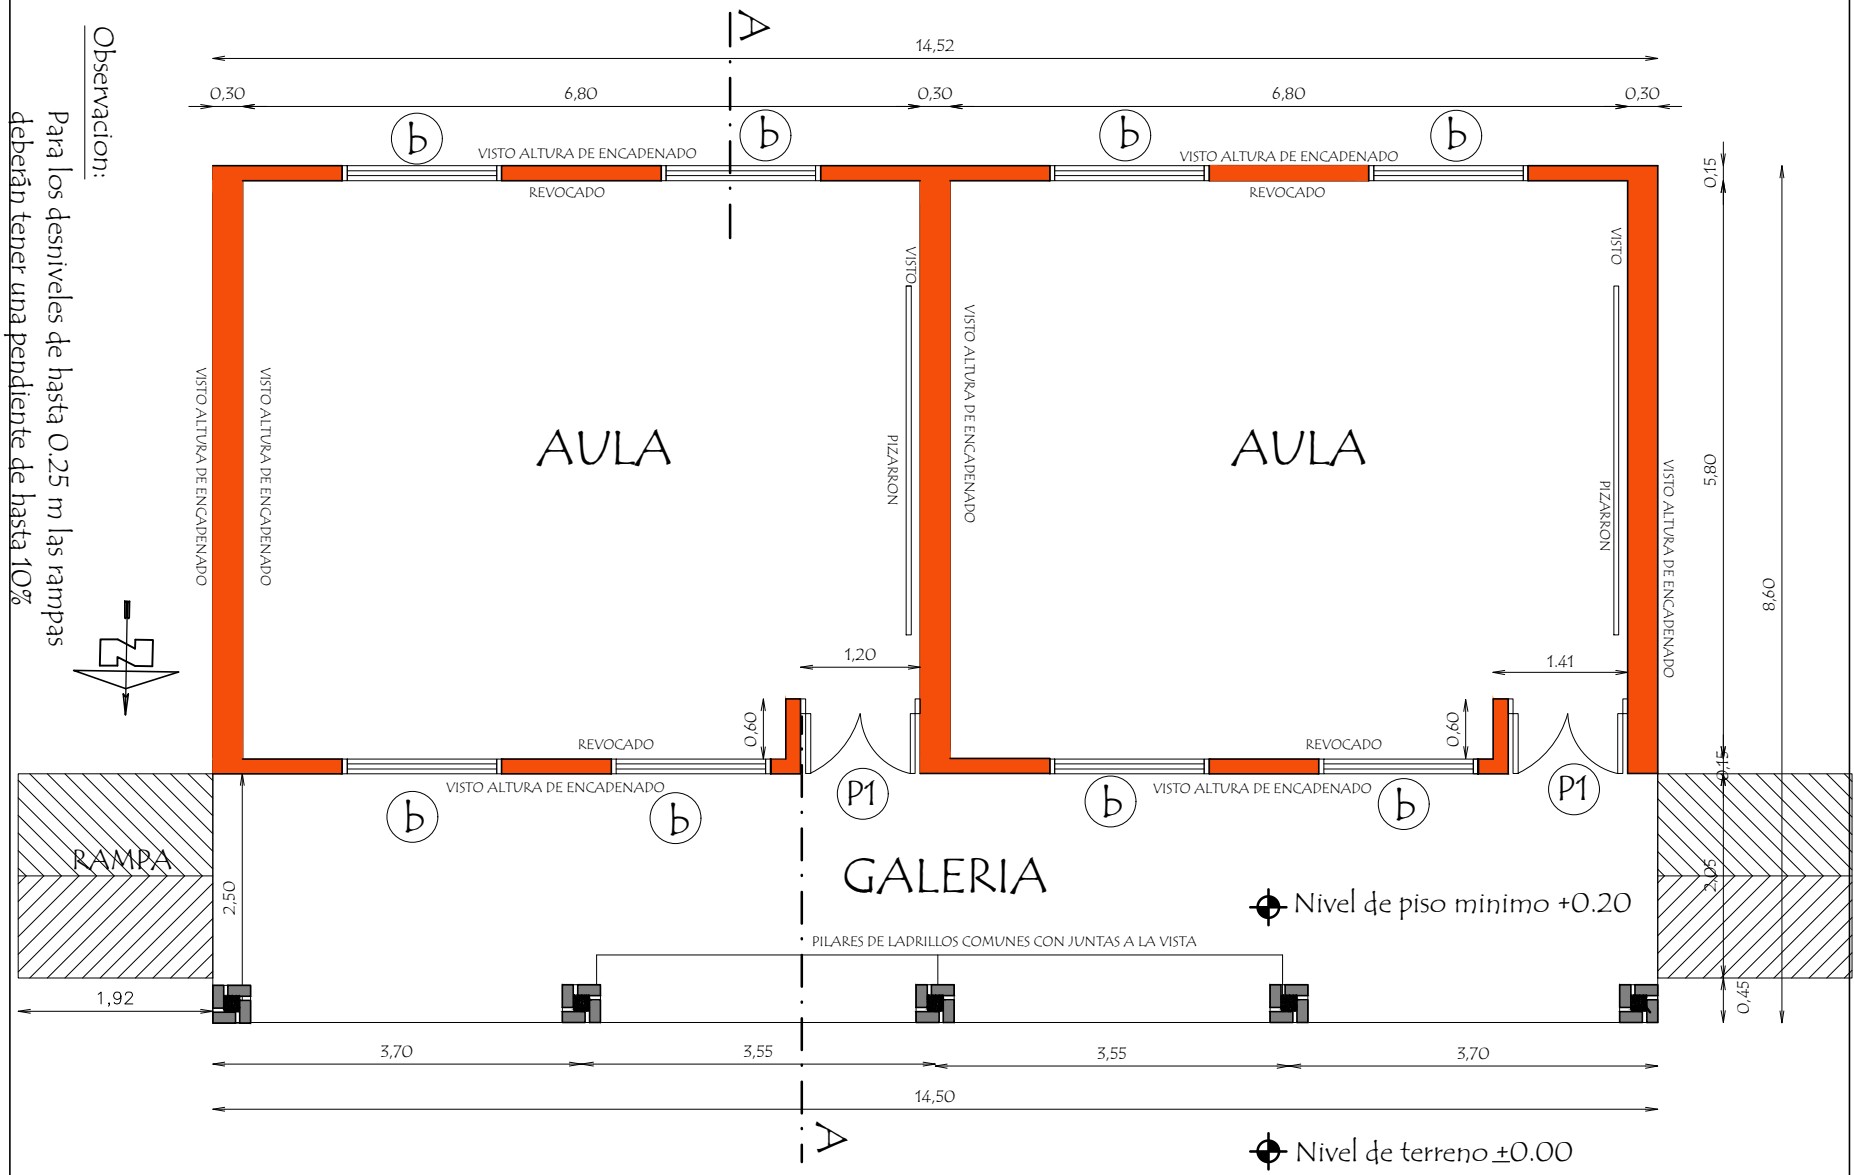 A
14,52
0,30
6,80
0,30
6,80
0,30
b
b
b
b
VISTO ALTURA DE ENCADENADO
VISTO ALTURA DE ENCADENADO
REVOCADO
REVOCADO
0,15
Observacion:
Para los desniveles de hasta 0.25 m las rampas
deberán tener una pendiente de hasta 10%
VISTO
VISTO
VISTO ALTURA DE ENCADENADO
VISTO ALTURA DE ENCADENADO
VISTO ALTURA DE ENCADENADO
AULA
AULA
PIZARRON
PIZARRON
VISTO ALTURA DE ENCADENADO
5,80
8,60
N
1,20
1.41
0,60
0,60
REVOCADO
REVOCADO
0,15
VISTO ALTURA DE ENCADENADO
VISTO ALTURA DE ENCADENADO
b
b
P1
b
b
P1
RAMPA
GALERIA
2,50
2,05
Nivel de piso minimo +0.20
PILARES DE LADRILLOS COMUNES CON JUNTAS A LA VISTA
1,92
0,45
3,70
3,55
3,55
3,70
14,50
A
Nivel de terreno ±0.00